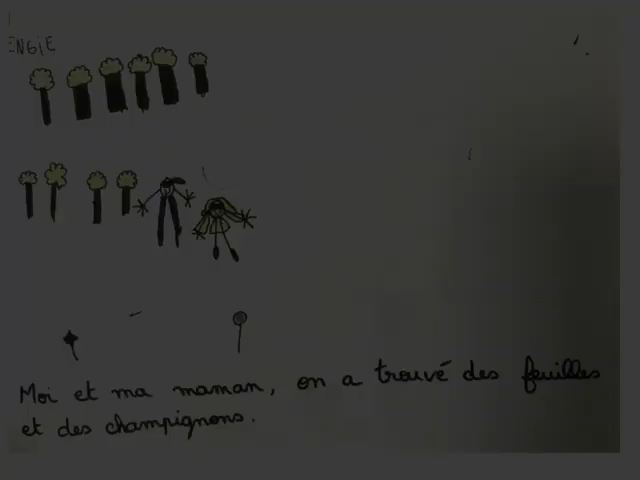 ENGIE
Moi et ma maman, on a trouvé des feuilles
et des champignons.